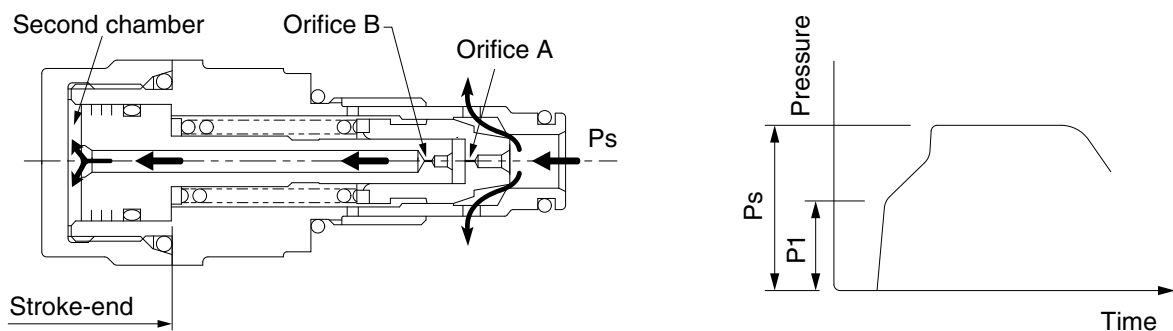 Second chamber
Orifice B
Orifice A
Ps
Stroke-end
Pressure
Ps
P1
Time